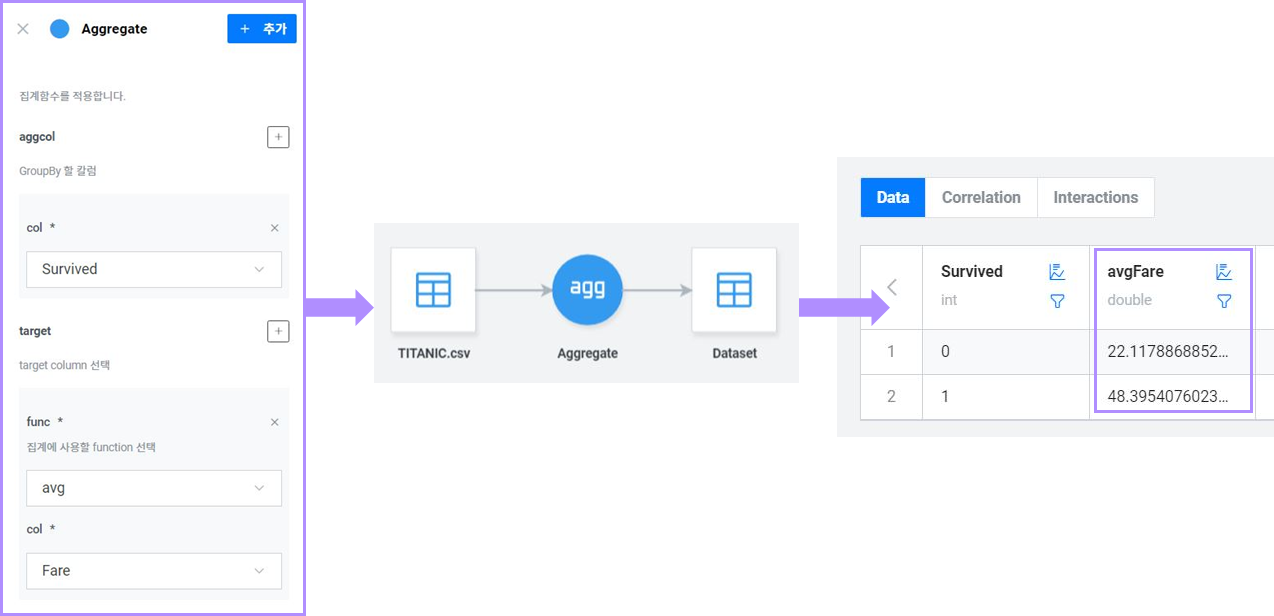 Aggregate
+ 추가
집계함수를 적용합니다.
aggcol
+
GroupBy 할 칼럼
col *
Survived
target
+
target column 선택
func *
집계에 사용할 function 선택
avg
col *
Fare
agg
TITANIC.csv
Aggregate
Dataset
Data
Correlation
Interactions
Survived
avgFare
int
double
1
0
22.1178868852...
2
1
48.3954076023...